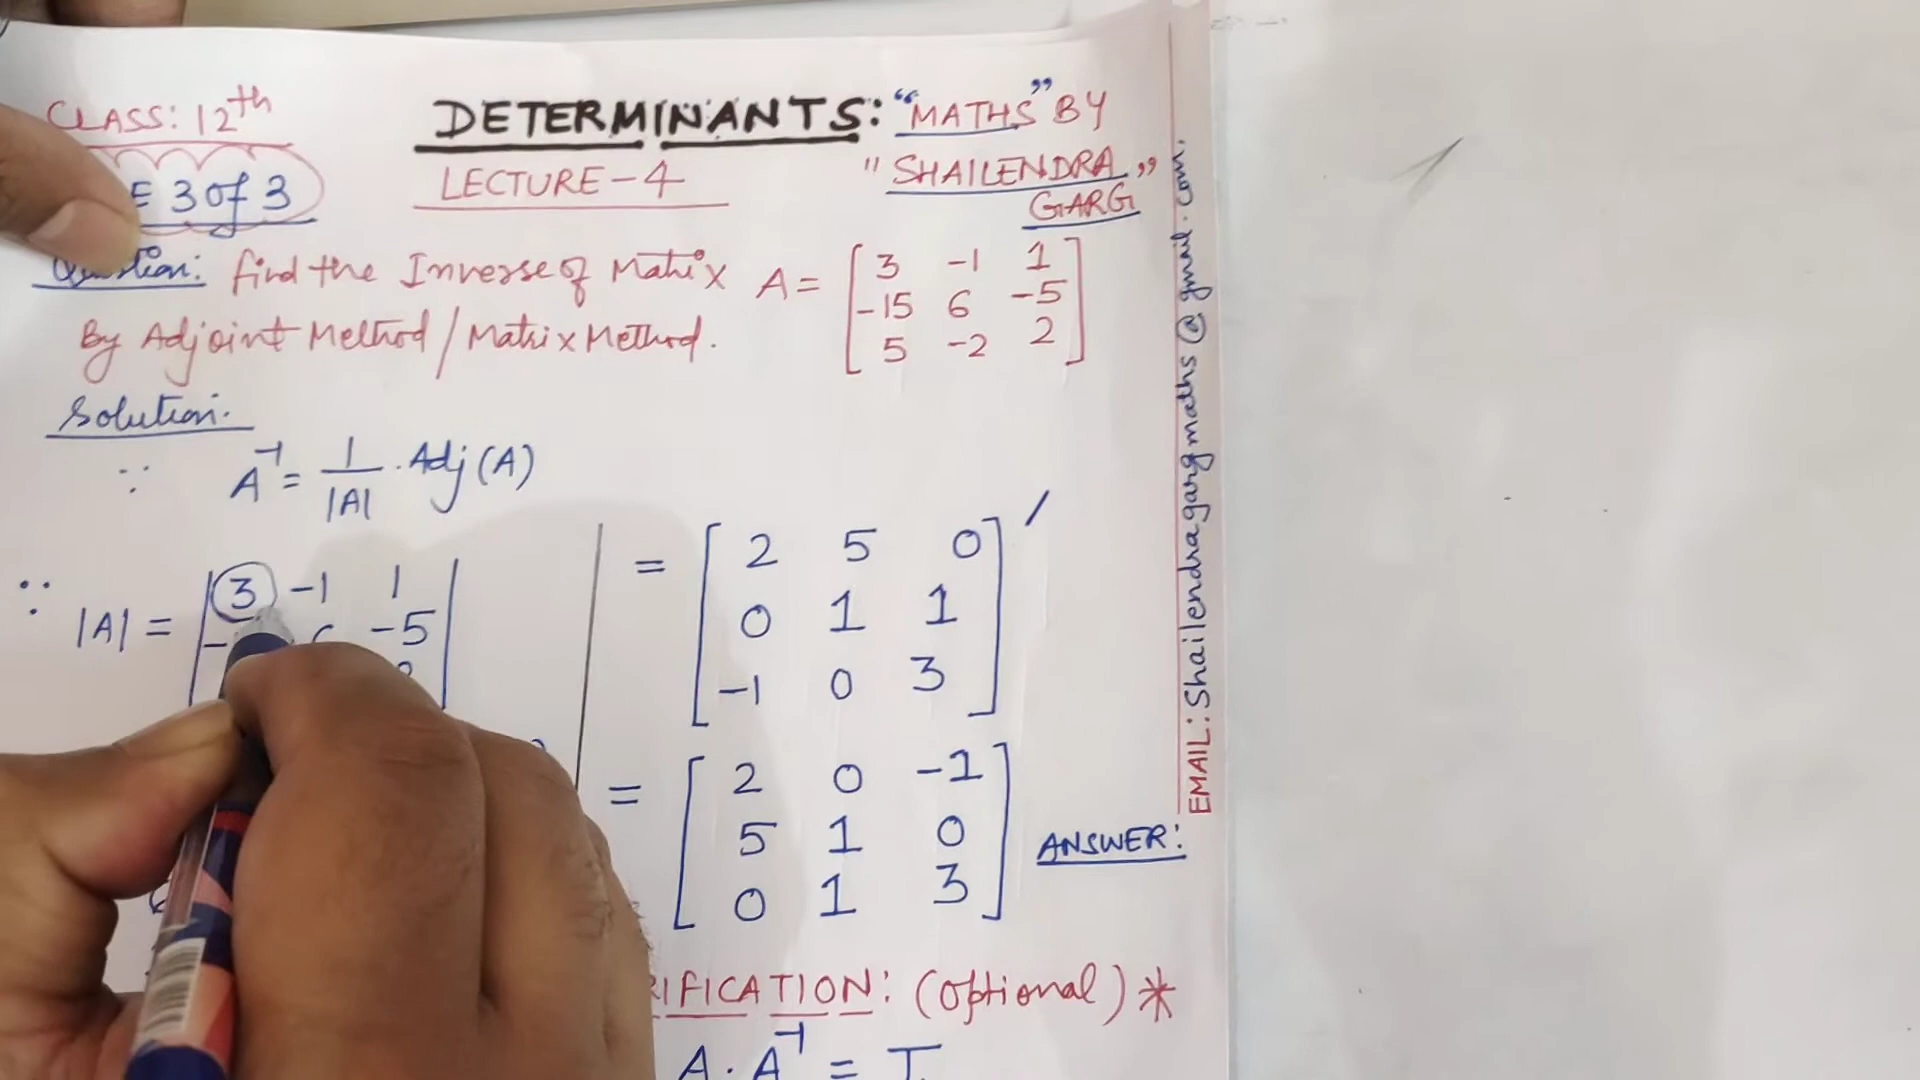 CLASS: 12th
DETERMINANTS: "MATHS" BY
E 3 of 3
LECTURE-4
"SHAILENDRA GARG"
Question: Find the Inverse of Matrix A = [ 3 -1 1
-15 6 -5
5 -2 2 ]
By Adjoint Method / Matrix Method.
Solution.
∵ A⁻¹ = 1/|A| . Adj (A)
∵ |A| = | 3 -1 1
-5 |
= [ 2 5 0
0 1 1
-1 0 3 ]′
= [ 2 0 -1
5 1 0
0 1 3 ]
ANSWER:
RIFICATION: (Optional) *
A . A⁻¹ = I
EMAIL: Shailendragargmaths@gmail.com.